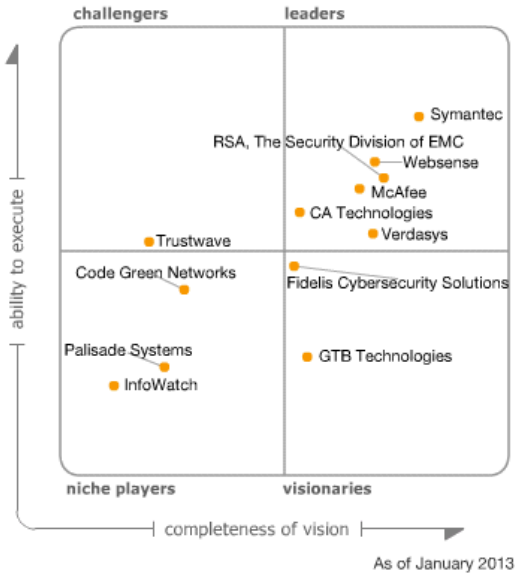 challengers
leaders
Symantec
RSA, The Security Division of EMC
Websense
McAfee
CA Technologies
Trustwave
Verdasys
Code Green Networks
Fidelis Cybersecurity Solutions
Palisade Systems
GTB Technologies
InfoWatch
niche players
visionaries
ability to execute
completeness of vision
As of January 2013